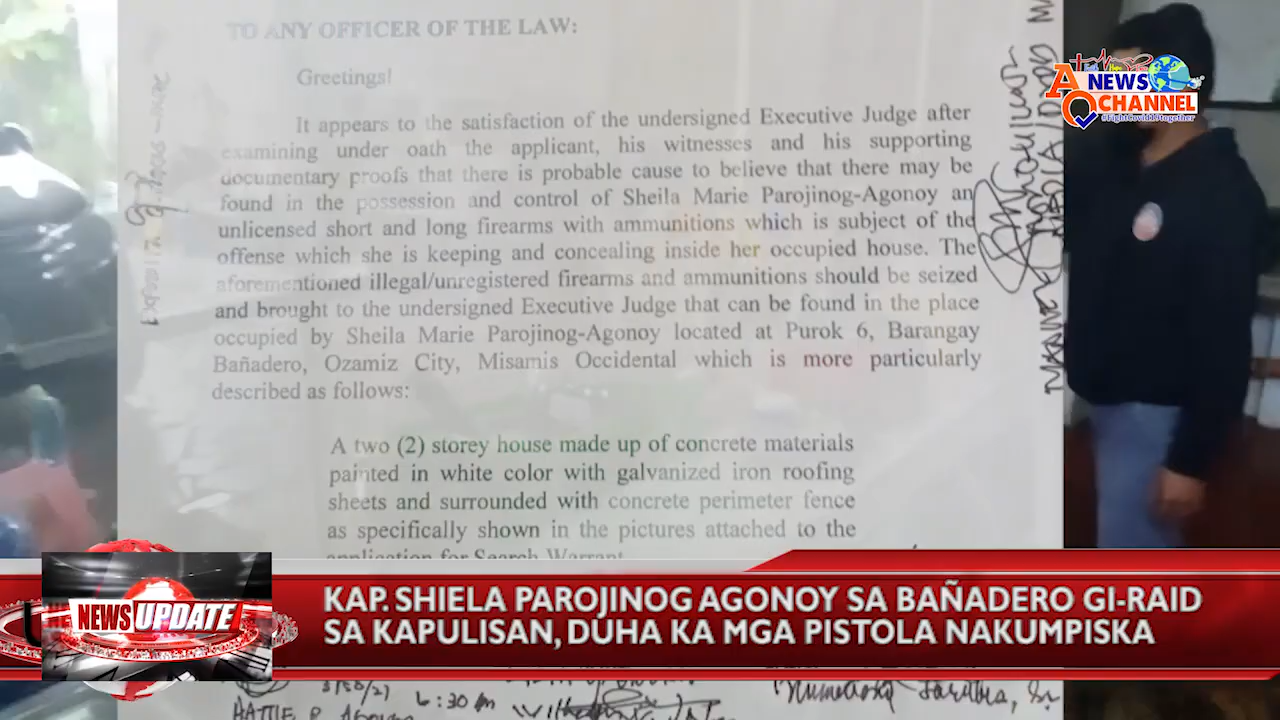 TO ANY OFFICER OF THE LAW:
Greetings!
It appears to the satisfaction of the undersigned Executive Judge after
examining under oath the applicant, his witnesses and his supporting
documentary proofs that there is probable cause to believe that there may be
found in the possession and control of Sheila Marie Parojinog-Agonoy an
unlicensed short and long firearms with ammunitions which is subject of the
offense which she is keeping and concealing inside her occupied house. The
aforementioned illegal/unregistered firearms and ammunitions should be seized
and brought to the undersigned Executive Judge that can be found in the place
occupied by Sheila Marie Parojinog-Agonoy located at Purok 6, Barangay
Bañadero, Ozamiz City, Misamis Occidental which is more particularly
described as follows:
A two (2) storey house made up of concrete materials
painted in white color with galvanized iron roofing
sheets and surrounded with concrete perimeter fence
as specifically shown in the pictures attached to the
application for Search Warrant
A NEWS
Q CHANNEL
#FightCovid19together
NEWS UPDATE!
KAP. SHIELA PAROJINOG AGONOY SA BAÑADERO GI-RAID
SA KAPULISAN, DUHA KA MGA PISTOLA NAKUMPISKA
6:30